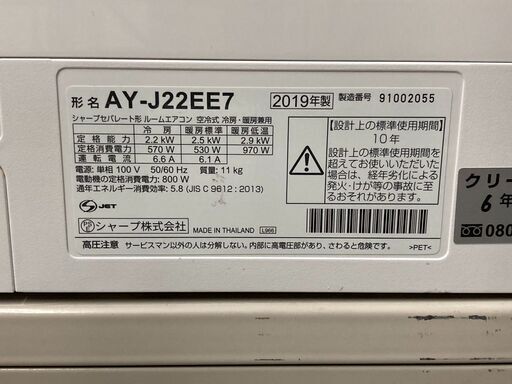 形名 AY-J22EE7 2019年製 製造番号 91002055
シャープセパレート形 ルームエアコン 空冷式 冷房・暖房兼用
冷房 暖房標準 暖房低温
定格能力 2.2 kW 2.5 kW 2.9 kW
定格消費電力 570 W 530 W 970 W
運転電流 6.6 A 6.1 A
電源: 単相 100 V 50/60 Hz 質量: 11 kg
電動機の定格消費電力: 800 W
通年エネルギー消費効率: 5.8 (JIS C 9612 : 2013)
【設計上の標準使用期間】
10年
設計上の標準使用期間を
超えて使用された場合
は、経年劣化による
発火・けが等の事故に至
るおそれがあります。
S JET
シャープ株式会社 MADE IN THAILAND L966
高圧注意 サービスマン以外の人は分解しない。内部に高電圧部があり、さわると危険です。 >PET<
クリー
6年
080